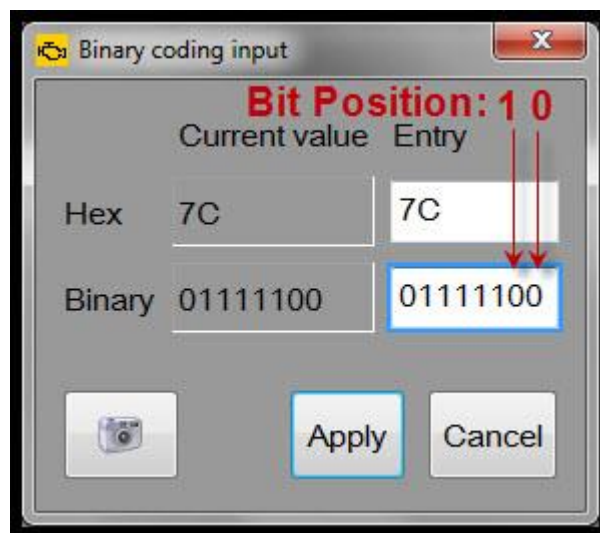 Binary coding input
Bit Position: 1 0
Current value Entry
Hex 7C 7C
Binary 01111100 01111100
Apply Cancel